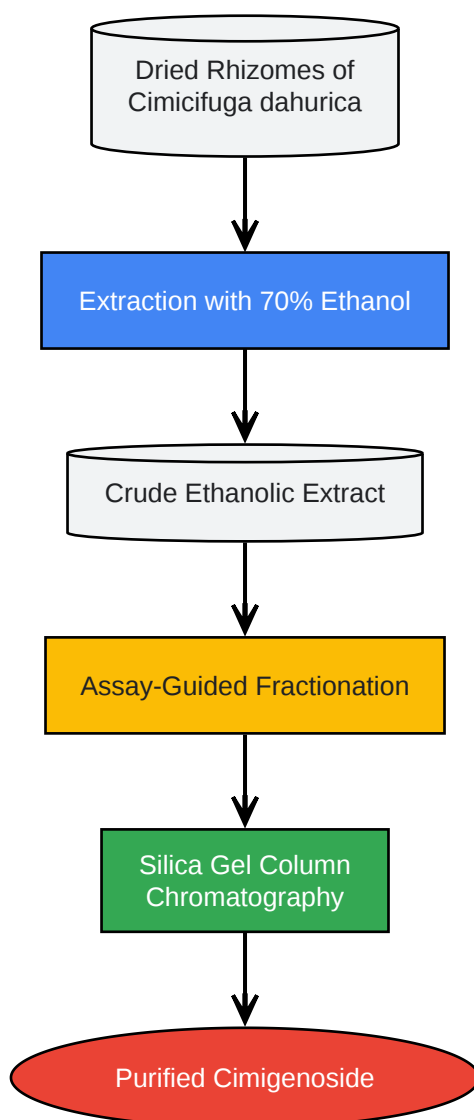 Dried Rhizomes of
Cimicifuga dahurica
Extraction with 70% Ethanol
Crude Ethanolic Extract
Assay-Guided Fractionation
Silica Gel Column
Chromatography
Purified Cimigenoside